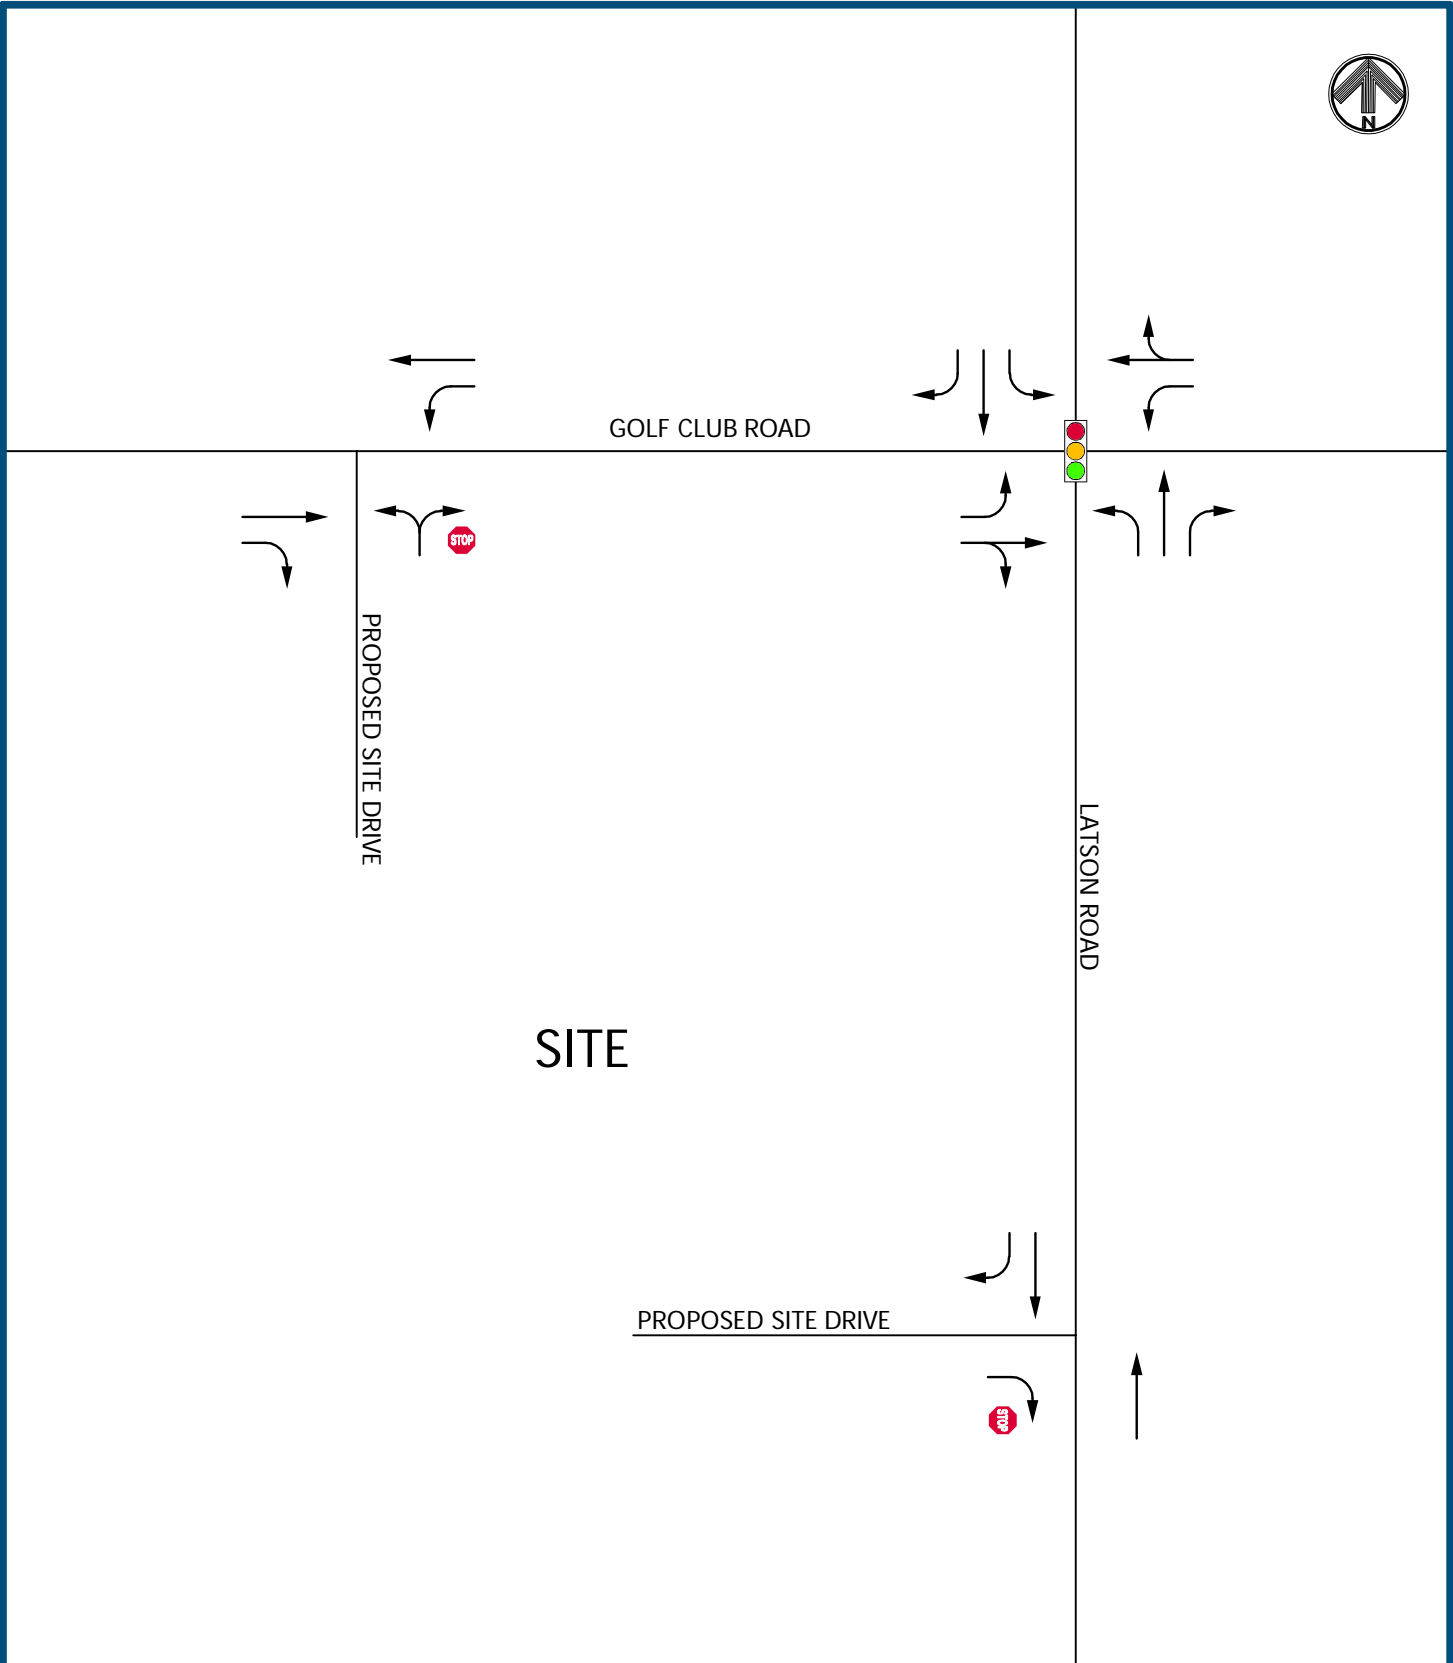 N
GOLF CLUB ROAD
STOP
PROPOSED SITE DRIVE
LATSON ROAD
SITE
PROPOSED SITE DRIVE
STOP